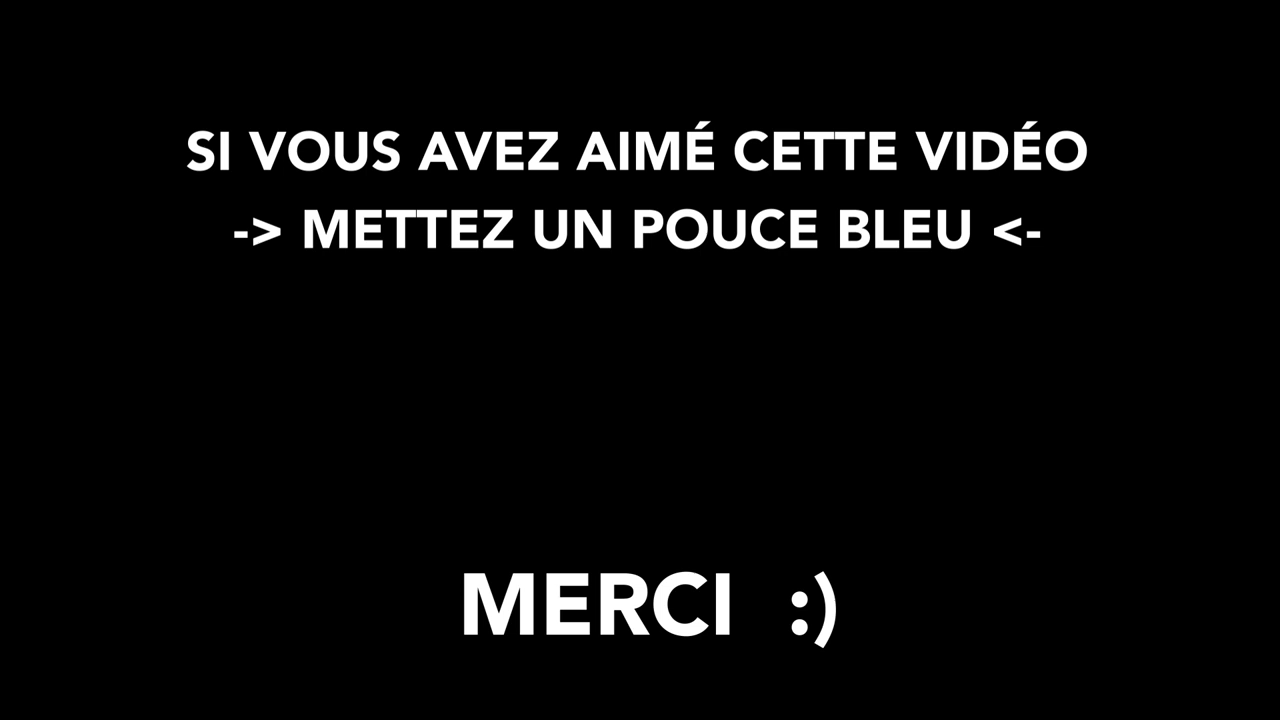 SI VOUS AVEZ AIMÉ CETTE VIDÉO
-> METTEZ UN POUCE BLEU <-
MERCI :)